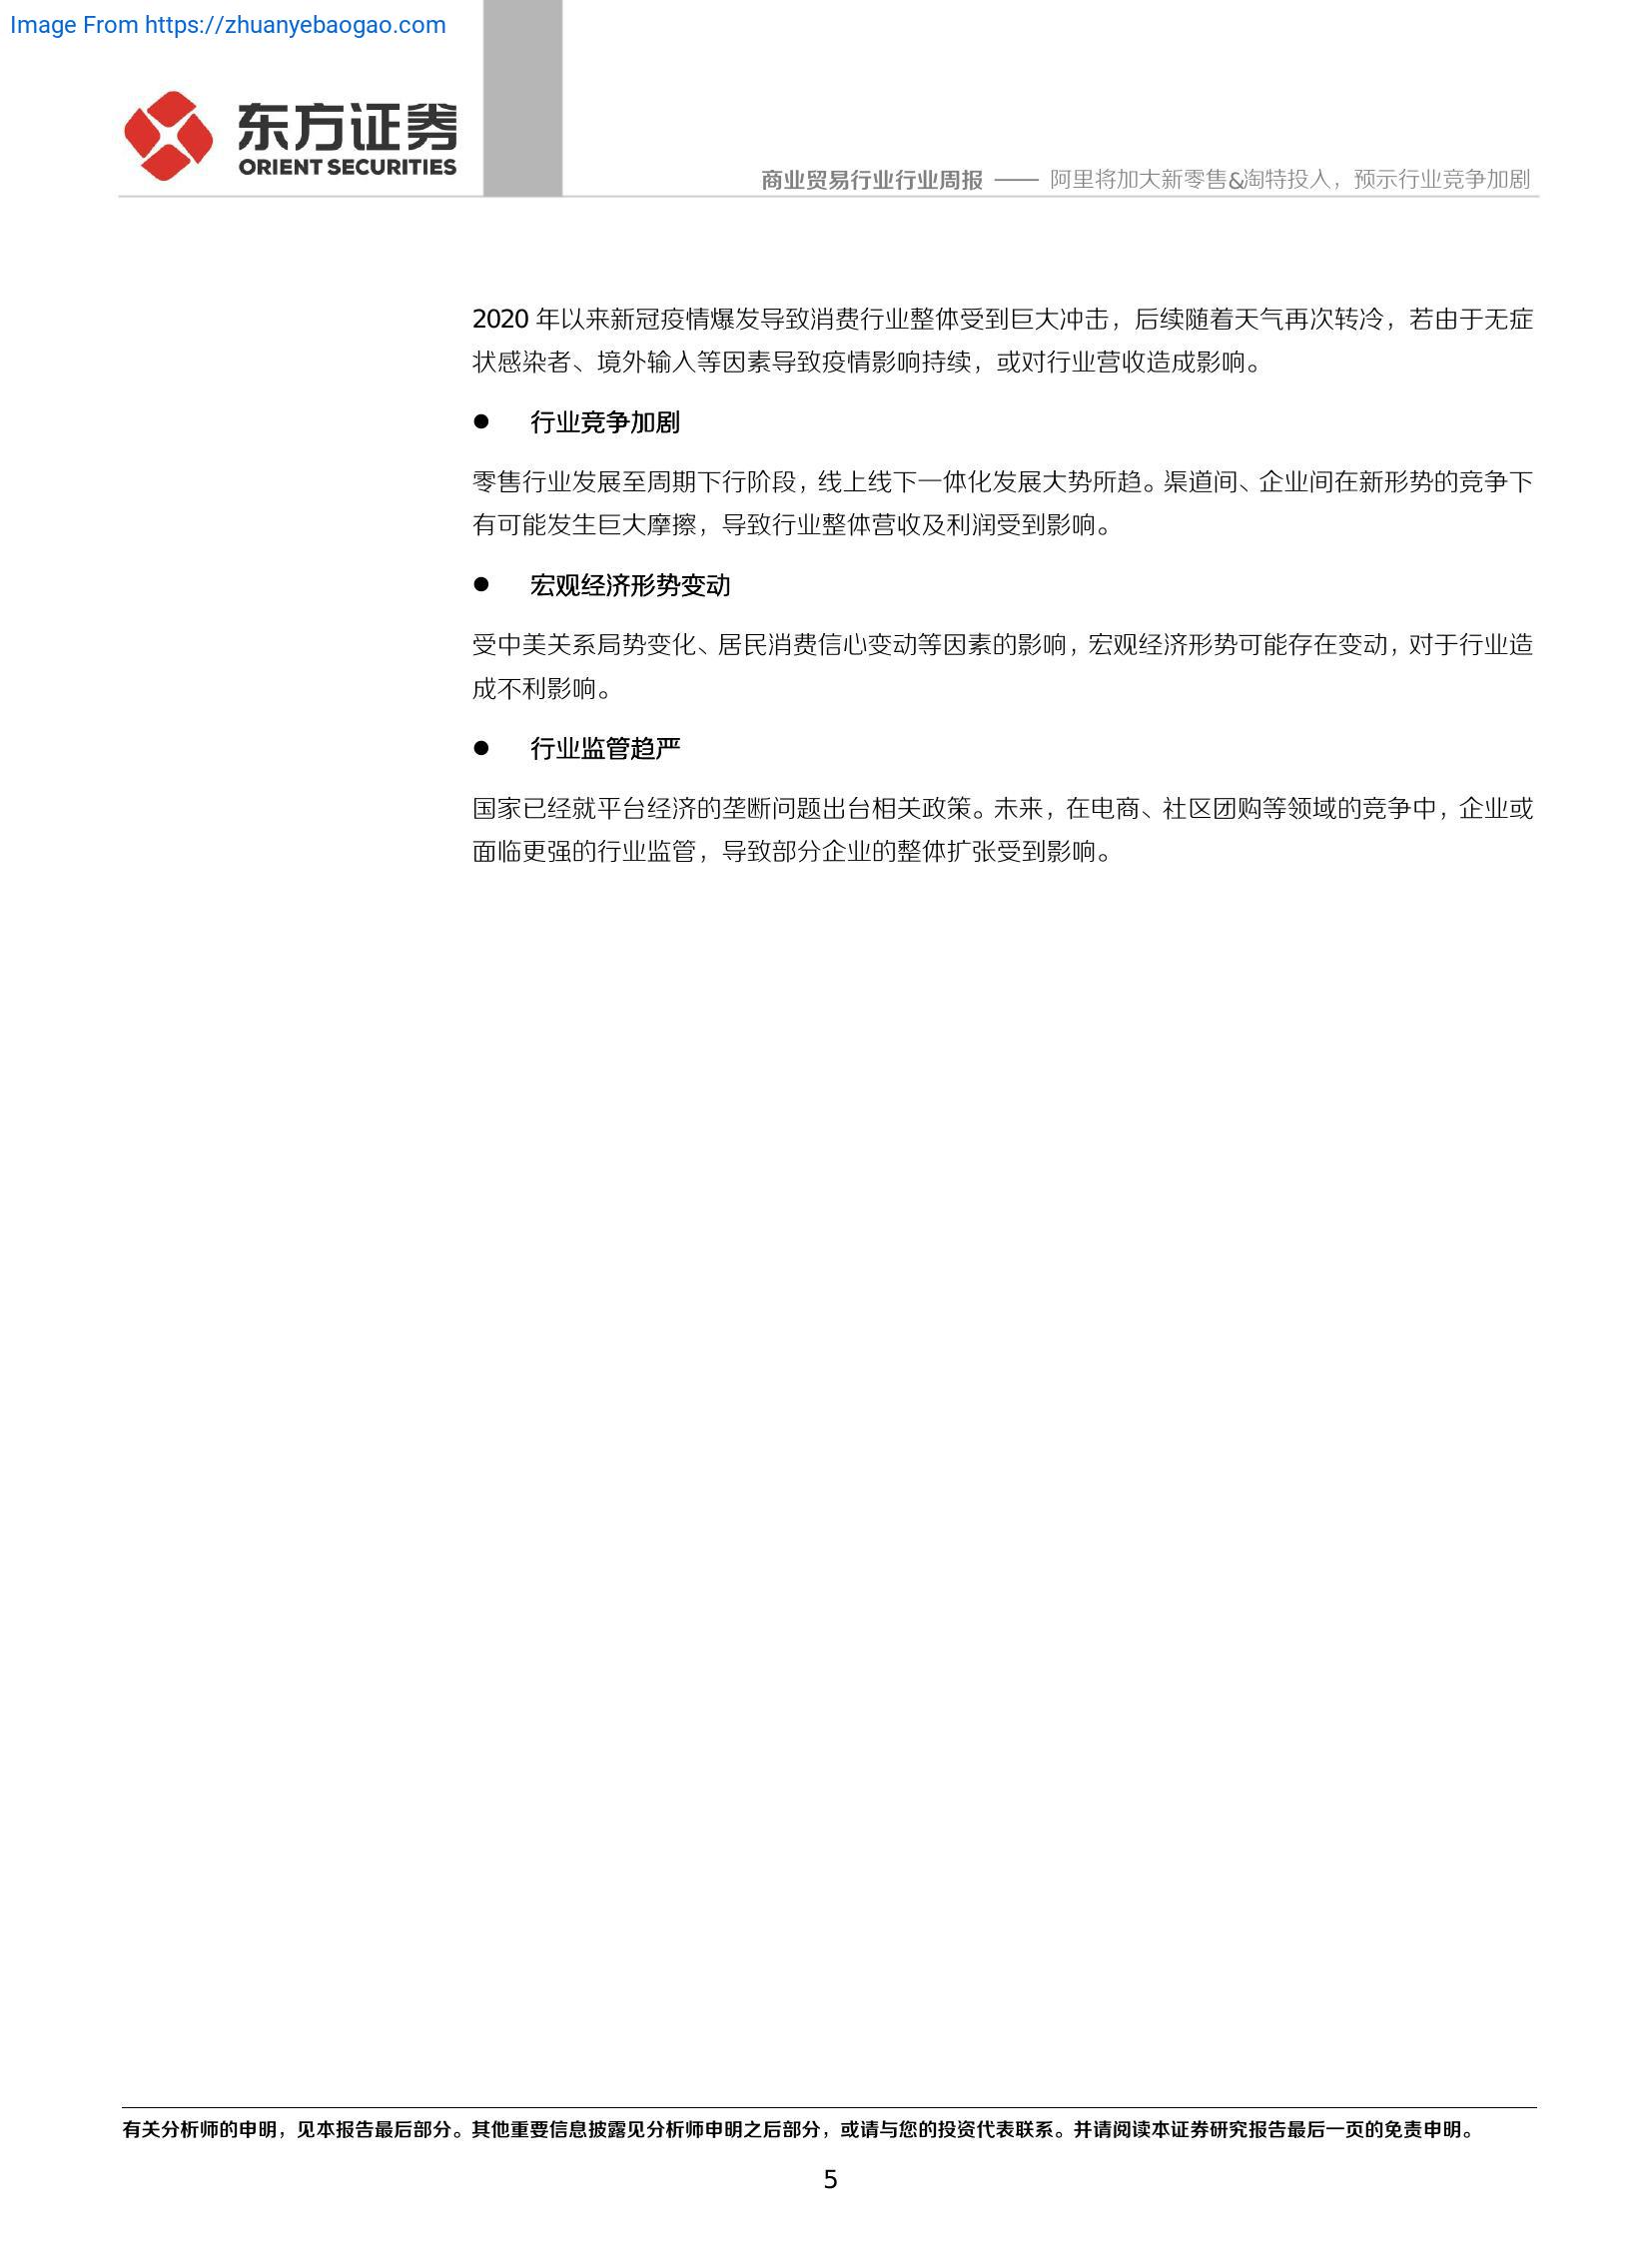 Image From https://zhuanyebaogao.com
东方证券
ORIENT SECURITIES
商业贸易行业行业周报 —— 阿里将加大新零售&淘特投入，预示行业竞争加剧
2020 年以来新冠疫情爆发导致消费行业整体受到巨大冲击，后续随着天气再次转冷，若由于无症
状感染者、境外输入等因素导致疫情影响持续，或对行业营收造成影响。
● 行业竞争加剧
零售行业发展至周期下行阶段，线上线下一体化发展大势所趋。渠道间、企业间在新形势的竞争下
有可能发生巨大摩擦，导致行业整体营收及利润受到影响。
● 宏观经济形势变动
受中美关系局势变化、居民消费信心变动等因素的影响，宏观经济形势可能存在变动，对于行业造
成不利影响。
● 行业监管趋严
国家已经就平台经济的垄断问题出台相关政策。未来，在电商、社区团购等领域的竞争中，企业或
面临更强的行业监管，导致部分企业的整体扩张受到影响。
有关分析师的申明，见本报告最后部分。其他重要信息披露见分析师申明之后部分，或请与您的投资代表联系。并请阅读本证券研究报告最后一页的免责申明。
5